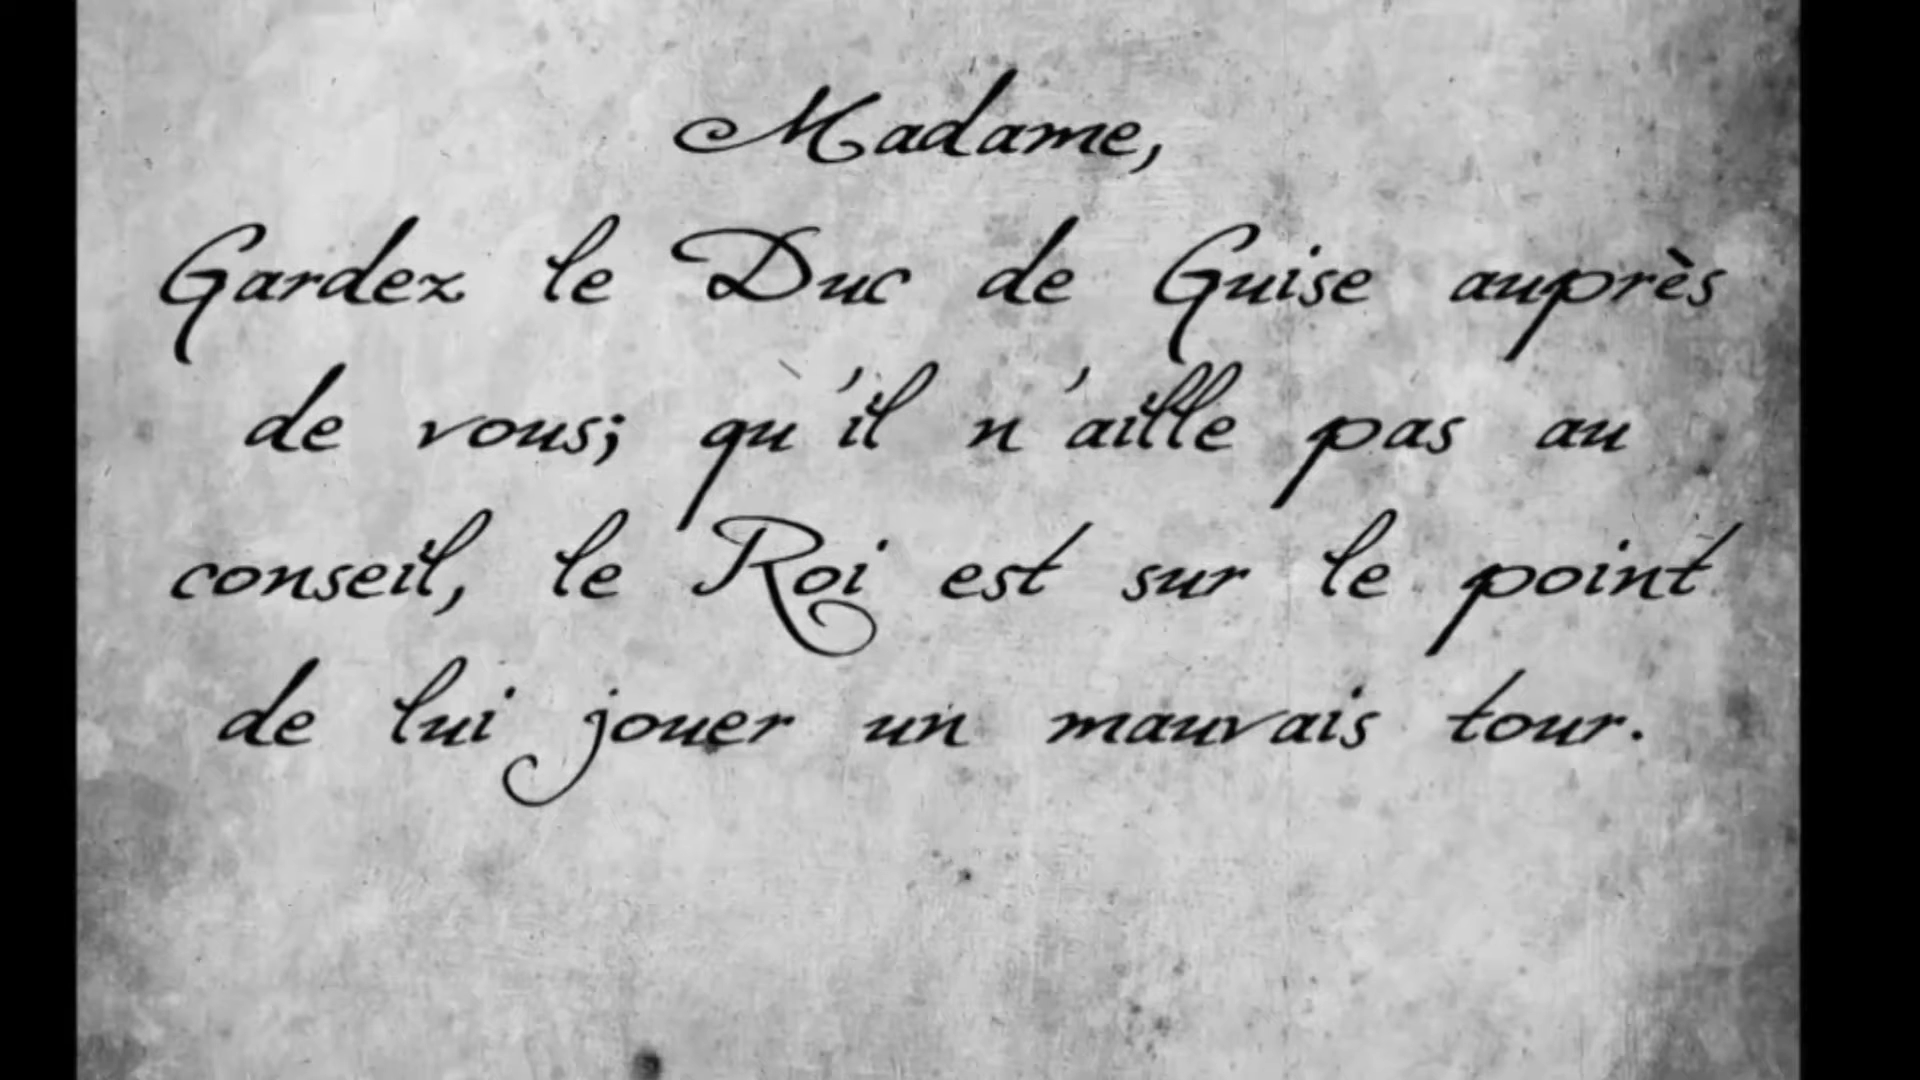 Madame,
Gardez le Duc de Guise auprès
de vous; qu'il n'aille pas au
conseil, le Roi est sur le point
de lui jouer un mauvais tour.